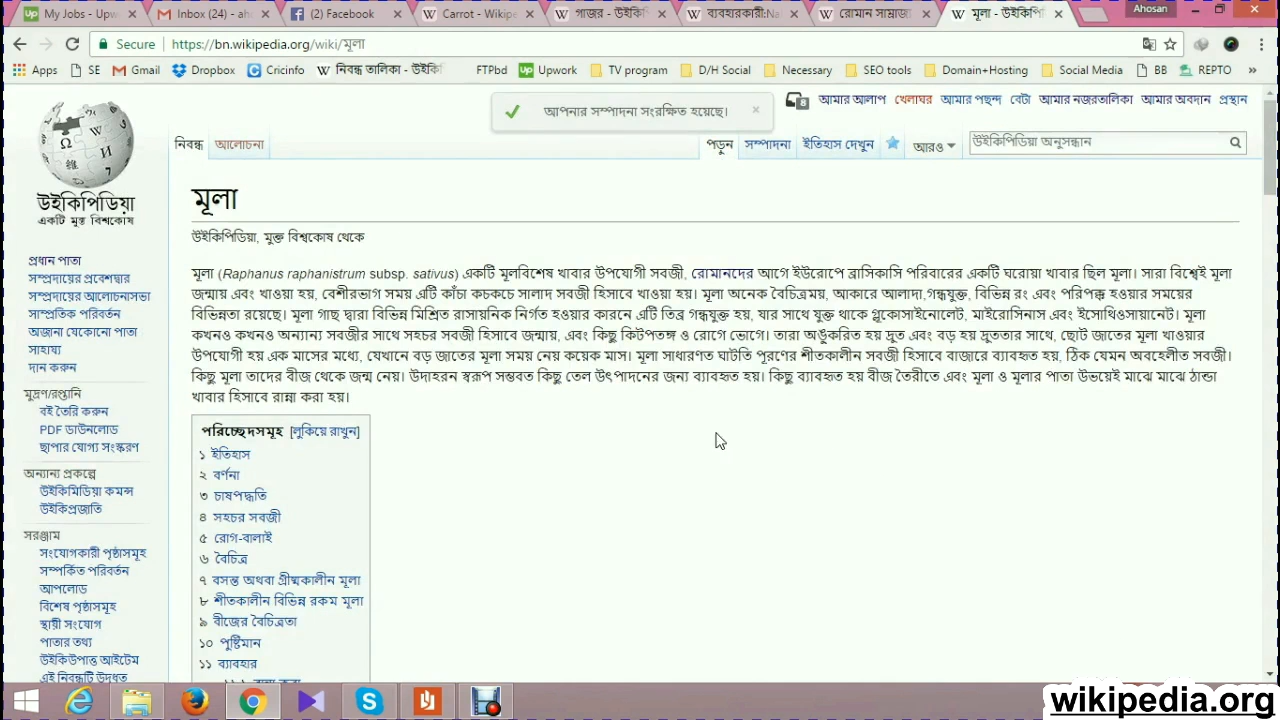 My Jobs - Upw
Inbox (24) - ah
(2) Facebook
Carrot - Wikipe
গাজর - উইকি
ব্যবহারকারী:Na
রোমান সাম্রাজ্য
মূলা - উইকিপি
Ahosan
Secure
https://bn.wikipedia.org/wiki/মূলা
Apps
SE
Gmail
Dropbox
Cricinfo
নিবন্ধ তালিকা - উইকি
FTPbd
Upwork
TV program
D/H Social
Necessary
SEO tools
Domain+Hosting
Social Media
BB
REPTO
»
আপনার সম্পাদনা সংরক্ষিত হয়েছে।
8
আমার আলাপ খেলাঘর আমার পছন্দ বেটা আমার নজরতালিকা আমার অবদান প্রস্থান
নিবন্ধ আলোচনা
পড়ুন সম্পাদনা ইতিহাস দেখুন আরও
উইকিপিডিয়া অনুসন্ধান
উইকিপিডিয়া
একটি মুক্ত বিশ্বকোষ
প্রধান পাতা
সম্প্রদায়ের প্রবেশদ্বার
সম্প্রদায়ের আলোচনাসভা
সাম্প্রতিক পরিবর্তন
অজানা যেকোনো পাতা
সাহায্য
দান করুন
মুদ্রণ/রপ্তানি
বই তৈরি করুন
PDF ডাউনলোড
ছাপার যোগ্য সংস্করণ
অন্যান্য প্রকল্পে
উইকিমিডিয়া কমন্স
উইকিপ্রজাতি
সরঞ্জাম
সংযোগকারী পৃষ্ঠাসমূহ
সম্পর্কিত পরিবর্তন
আপলোড
বিশেষ পৃষ্ঠাসমূহ
স্থায়ী সংযোগ
পাতার তথ্য
উইকিউপাত্ত আইটেম
এই নিবন্ধটি উদ্ধৃত
মূলা
উইকিপিডিয়া, মুক্ত বিশ্বকোষ থেকে
মূলা (Raphanus raphanistrum subsp. sativus) একটি মূলবিশেষ খাবার উপযোগী সবজী, রোমানদের আগে ইউরোপে ব্রাসিকাসি পরিবারের একটি ঘরোয়া খাবার ছিল মূলা। সারা বিশ্বেই মূলা
জন্মায় এবং খাওয়া হয়, বেশীরভাগ সময় এটি কাঁচা কচকচে সালাদ সবজী হিসাবে খাওয়া হয়। মূলা অনেক বৈচিত্রময়, আকারে আলাদা,গন্ধযুক্ত, বিভিন্ন রং এবং পরিপক্ক হওয়ার সময়ের
বিভিন্নতা রয়েছে। মূলা গাছ দ্বারা বিভিন্ন মিশ্রিত রাসায়নিক নির্গত হওয়ার কারনে এটি তিব্র গন্ধযুক্ত হয়, যার সাথে যুক্ত থাকে গ্লুকোসাইনোলেট, মাইরোসিনাস এবং ইসোথিওসায়ানেট। মূলা
কখনও কখনও অন্যান্য সবজীর সাথে সহচর সবজী হিসাবে জন্মায়, এবং কিছু কিটপতঙ্গ ও রোগে ভোগে। তারা অঙুকরিত হয় দ্রুত এবং বড় হয় দ্রুততার সাথে, ছোট জাতের মূলা খাওয়ার
উপযোগী হয় এক মাসের মধ্যে, যেখানে বড় জাতের মূলা সময় নেয় কয়েক মাস। মূলা সাধারণত ঘাটতি পূরণের শীতকালীন সবজী হিসাবে বাজারে ব্যাবহৃত হয়, ঠিক যেমন অবহেলীত সবজী।
কিছু মূলা তাদের বীজ থেকে জন্ম নেয়। উদাহরন স্বরূপ সম্ভবত কিছু তেল উৎপাদনের জন্য ব্যাবহৃত হয়। কিছু ব্যাবহৃত হয় বীজ তৈরীতে এবং মূলা ও মূলার পাতা উভয়েই মাঝে মাঝে ঠান্ডা
খাবার হিসাবে রান্না করা হয়।
পরিচ্ছেদসমূহ [লুকিয়ে রাখুন]
১ ইতিহাস
২ বর্ণনা
৩ চাষপদ্ধতি
৪ সহচর সবজী
৫ রোগ-বালাই
৬ বৈচিত্র
৭ বসন্ত অথবা গ্রীষ্মকালীন মূলা
৮ শীতকালীন বিভিন্ন রকম মূলা
৯ বীজের বৈচিত্রতা
১০ পুষ্টিমান
১১ ব্যাবহার
wikipedia.org